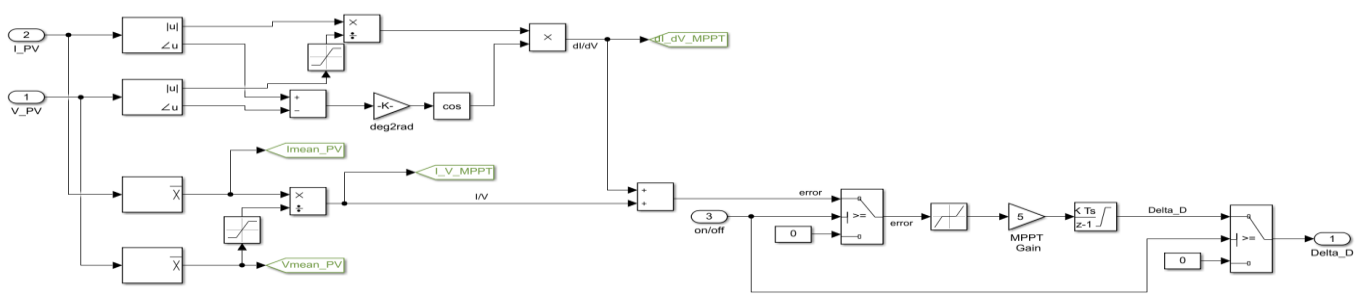 2
I_PV
|u|
∠u
×
÷
×
dI/dV
dI_dV_MPPT
1
V_PV
|u|
∠u
+
−
-K-
deg2rad
cos
Imean_PV
I_V_MPPT
x
×
÷
I/V
+
+
x
Vmean_PV
3
on/off
error
0
>=
error
5
MPPT
Gain
K Ts
z-1
Delta_D
0
>=
1
Delta_D